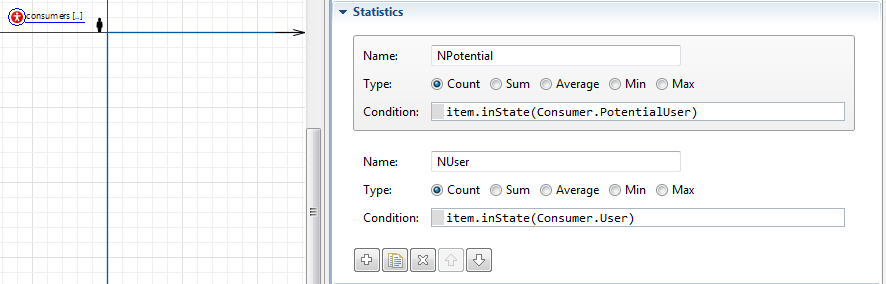 consumers [..]
Statistics
Name: NPotential
Type: Count Sum Average Min Max
Condition: item.inState(Consumer.PotentialUser)
Name: NUser
Type: Count Sum Average Min Max
Condition: item.inState(Consumer.User)